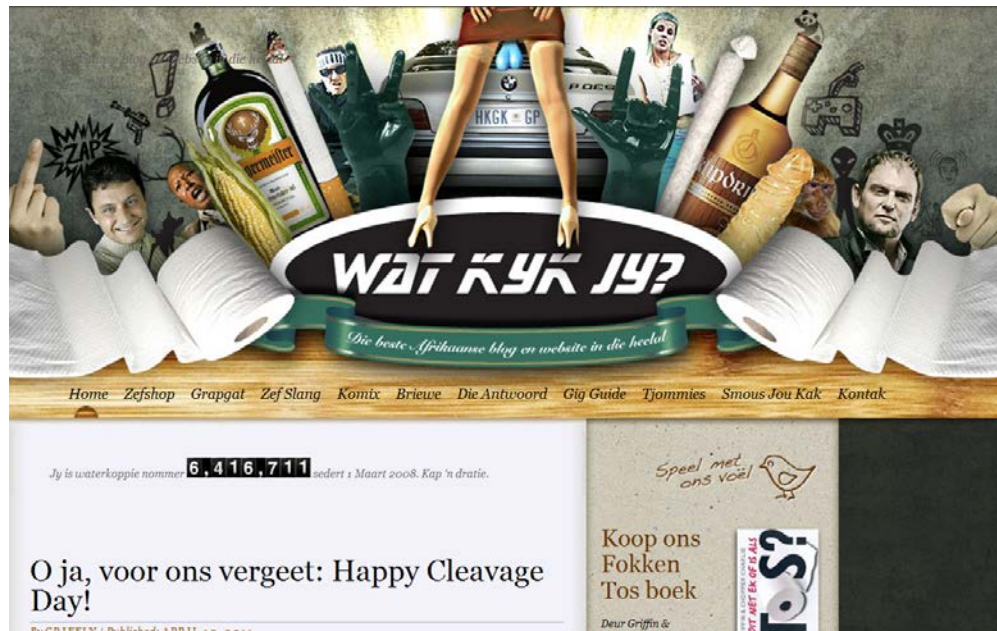 ZAP
Jägermeister
HKGK GP
POES
WAT KYK JY?
Die beste Afrikaanse blog en website in die heelal
Home Zefshop Grapgat Zef Slang Komix Briewe Die Antwoord Gig Guide Tjommies Smous Jou Kak Kontak
Jy is waterkoppie nommer 6,416,711 sedert 1 Maart 2008. Kap 'n dratie.
Speel met
ons voël
O ja, voor ons vergeet: Happy Cleavage
Day!
Koop ons
Fokken
Tos boek
Deur Griffin &
TOS?